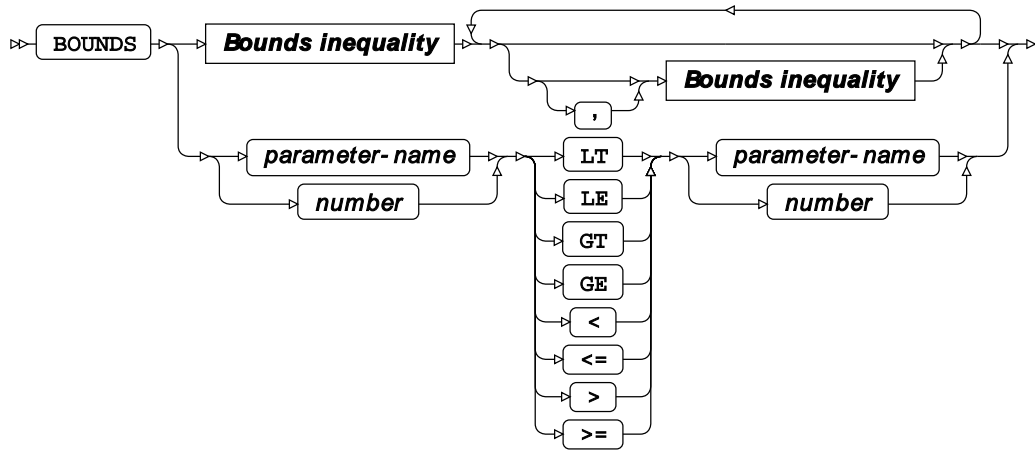 BOUNDS Bounds inequality
Bounds inequality
,
parameter-name LT parameter-name
number LE number
GT
GE
<
<=
>
>=